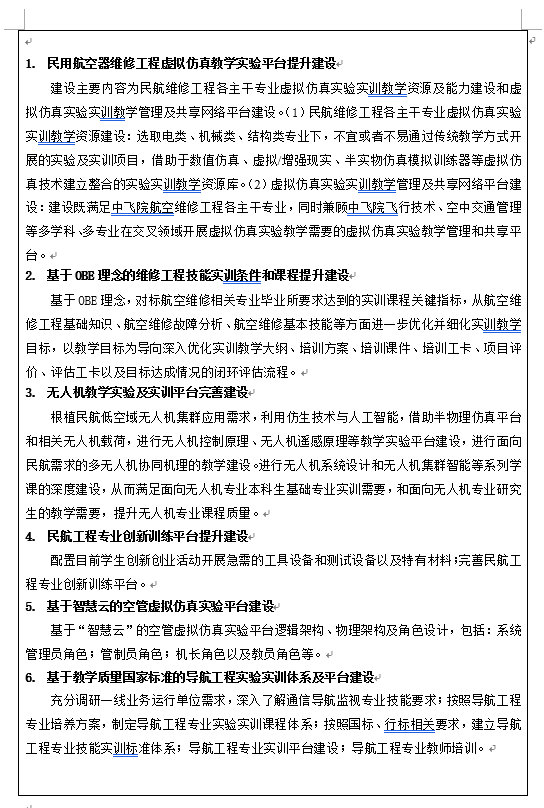 1. 民用航空器维修工程虚拟仿真教学实验平台提升建设
建设主要内容为民航维修工程各主干专业虚拟仿真实验实训教学资源及能力建设和虚
拟仿真实验实训教学管理及共享网络平台建设。（1）民航维修工程各主干专业虚拟仿真实验
实训教学资源建设：选取电类、机械类、结构类专业下，不宜或者不易通过传统教学方式开
展的实验及实训项目，借助于数值仿真、虚拟/增强现实、半实物仿真模拟训练器等虚拟仿
真技术建立整合的实验实训教学资源库。（2）虚拟仿真实验实训教学管理及共享网络平台建
设：建设既满足中飞院航空维修工程各主干专业，同时兼顾中飞院飞行技术、空中交通管理
等多学科、多专业在交叉领域开展虚拟仿真实验教学需要的虚拟仿真实验教学管理和共享平
台。
2. 基于OBE理念的维修工程技能实训条件和课程提升建设
基于OBE理念，对标航空维修相关专业毕业所要求达到的实训课程关键指标，从航空维
修工程基础知识、航空维修故障分析、航空维修基本技能等方面进一步优化并细化实训教学
目标，以教学目标为导向深入优化实训教学大纲、培训方案、培训课件、培训工卡、项目评
价、评估工卡以及目标达成情况的闭环评估流程。
3. 无人机教学实验及实训平台完善建设
根植民航低空域无人机集群应用需求，利用仿生技术与人工智能，借助半物理仿真平台
和相关无人机载荷，进行无人机控制原理、无人机遥感原理等教学实验平台建设，进行面向
民航需求的多无人机协同机理的教学建设。进行无人机系统设计和无人机集群智能等系列学
课的深度建设，从而满足面向无人机专业本科生基础专业实训需要，和面向无人机专业研究
生的教学需要，提升无人机专业课程质量。
4. 民航工程专业创新训练平台提升建设
配置目前学生创新创业活动开展急需的工具设备和测试设备以及特有材料；完善民航工
程专业创新训练平台。
5. 基于智慧云的空管虚拟仿真实验平台建设
基于“智慧云”的空管虚拟仿真实验平台逻辑架构、物理架构及角色设计，包括：系统
管理员角色；管制员角色；机长角色以及教员角色等。
6. 基于教学质量国家标准的导航工程实验实训体系及平台建设
充分调研一线业务运行单位需求，深入了解通信导航监视专业技能要求；按照导航工程
专业培养方案，制定导航工程专业实验实训课程体系；按照国标、行标相关要求，建立导航
工程专业技能实训标准体系；导航工程专业实训平台建设；导航工程专业教师培训。